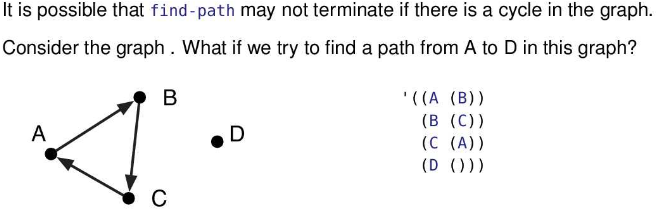 It is possible that find-path may not terminate if there is a cycle in the graph.
Consider the graph . What if we try to find a path from A to D in this graph?
B
A
D
C
'((A (B))
(B (C))
(C (A))
(D ()))